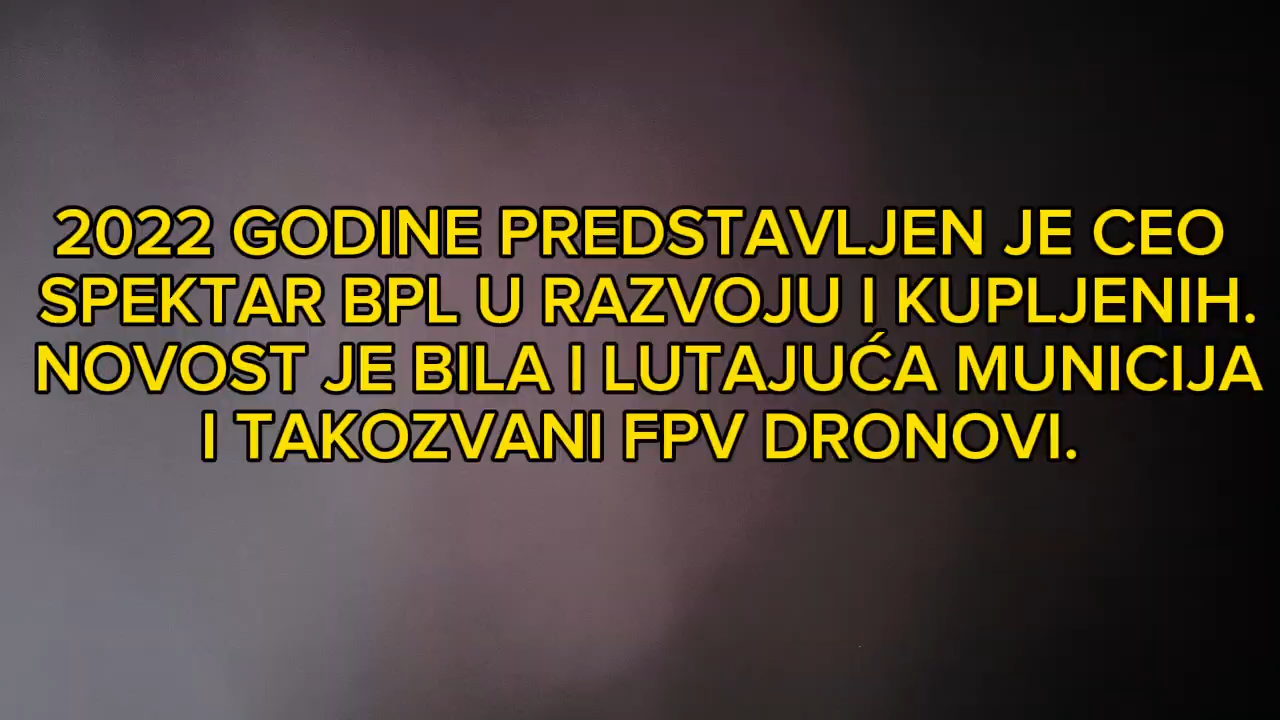 2022 GODINE PREDSTAVLJEN JE CEO
SPEKTAR BPL U RAZVOJU I KUPLJENIH.
NOVOST JE BILA I LUTAJUĆA MUNICIJA
I TAKOZVANI FPV DRONOVI.